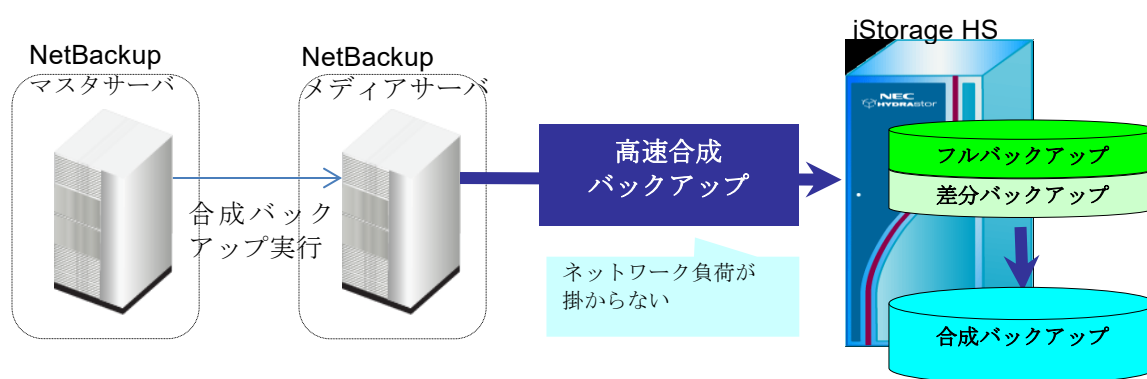 NetBackup
マスタサーバ
NetBackup
メディアサーバ
合成バック
アップ実行
高速合成
バックアップ
ネットワーク負荷が
掛からない
iStorage HS
NEC
HYDRAstor
フルバックアップ
差分バックアップ
合成バックアップ